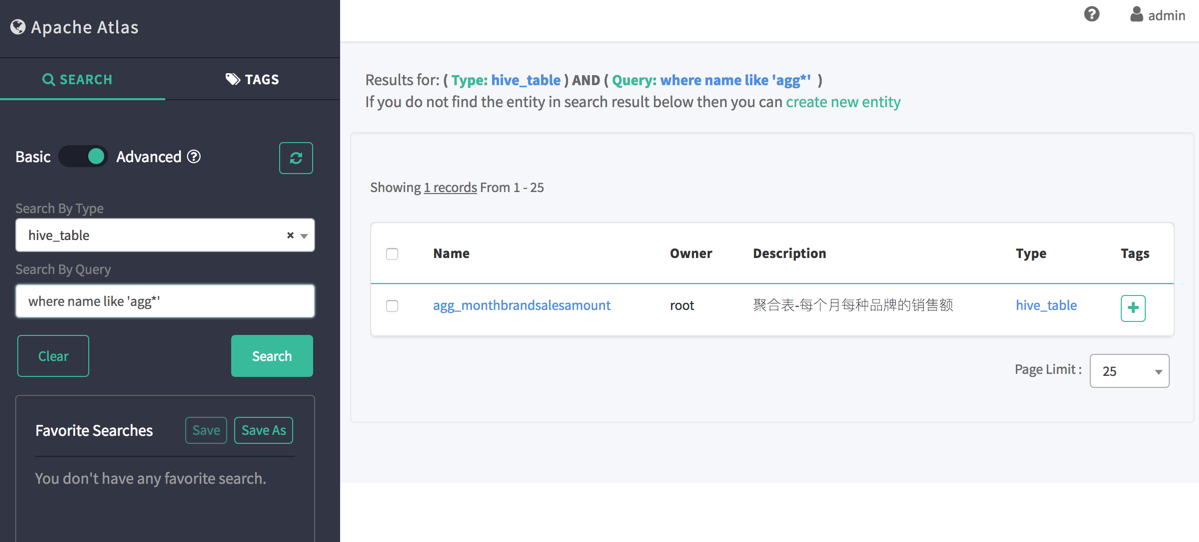 Apache Atlas
SEARCH
TAGS
Basic
Advanced
Search By Type
hive_table
Search By Query
where name like 'agg*'
Clear
Search
Favorite Searches
Save
Save As
You don't have any favorite search.
admin
Results for: ( Type: hive_table ) AND ( Query: where name like 'agg*' )
If you do not find the entity in search result below then you can create new entity
Showing 1 records From 1 - 25
Name Owner Description Type Tags
agg_monthbrandsalesamount root 聚合表-每个月每种品牌的销售额 hive_table
Page Limit : 25